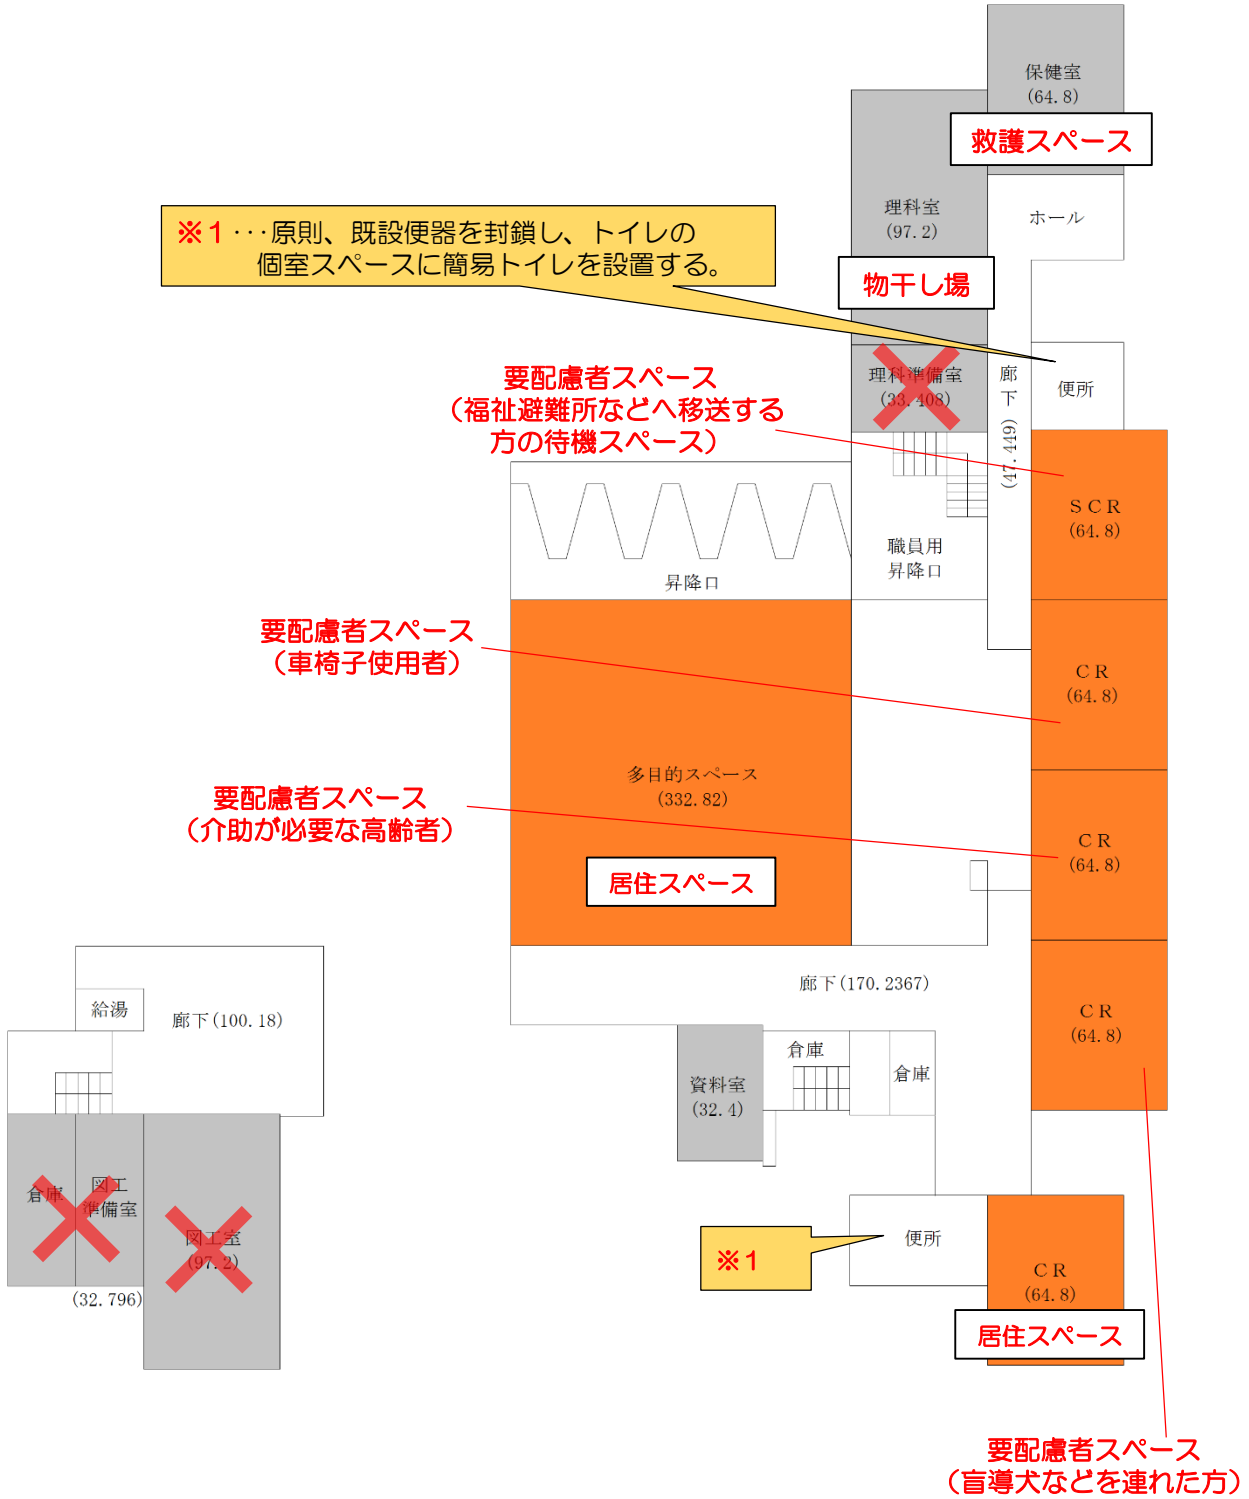 保健室
(64.8)
救護スペース
理科室
(97.2)
ホール
※1･･･原則、既設便器を封鎖し、トイレの
個室スペースに簡易トイレを設置する。
物干し場
理科準備室
(33.408)
廊下
(47.449)
便所
要配慮者スペース
（福祉避難所などへ移送する
方の待機スペース）
SCR
(64.8)
職員用
昇降口
昇降口
要配慮者スペース
（車椅子使用者）
CR
(64.8)
多目的スペース
(332.82)
要配慮者スペース
（介助が必要な高齢者）
CR
(64.8)
居住スペース
廊下(170.2367)
給湯
廊下(100.18)
CR
(64.8)
倉庫
倉庫
資料室
(32.4)
倉庫
図工
準備室
図工室
(97.2)
(32.796)
※1
便所
CR
(64.8)
居住スペース
要配慮者スペース
（盲導犬などを連れた方）